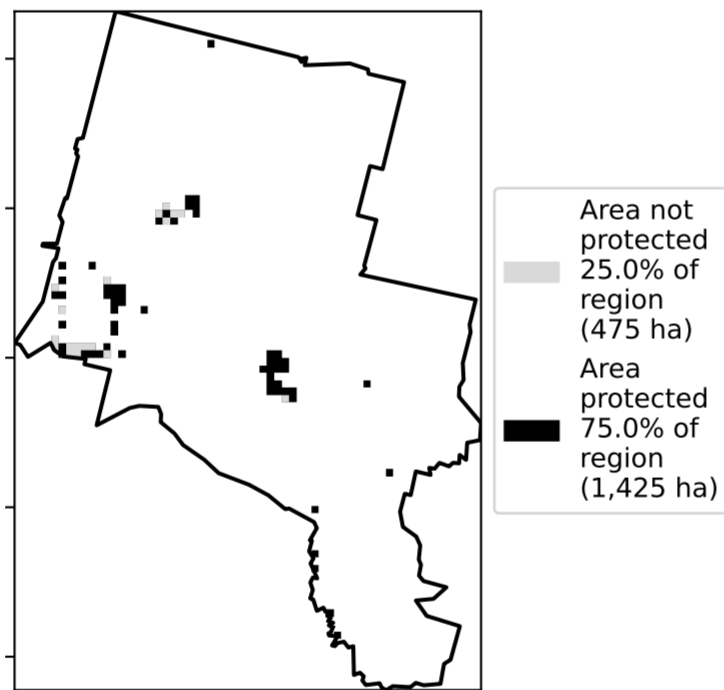 Area not
protected
25.0% of
region
(475 ha)
Area
protected
75.0% of
region
(1,425 ha)